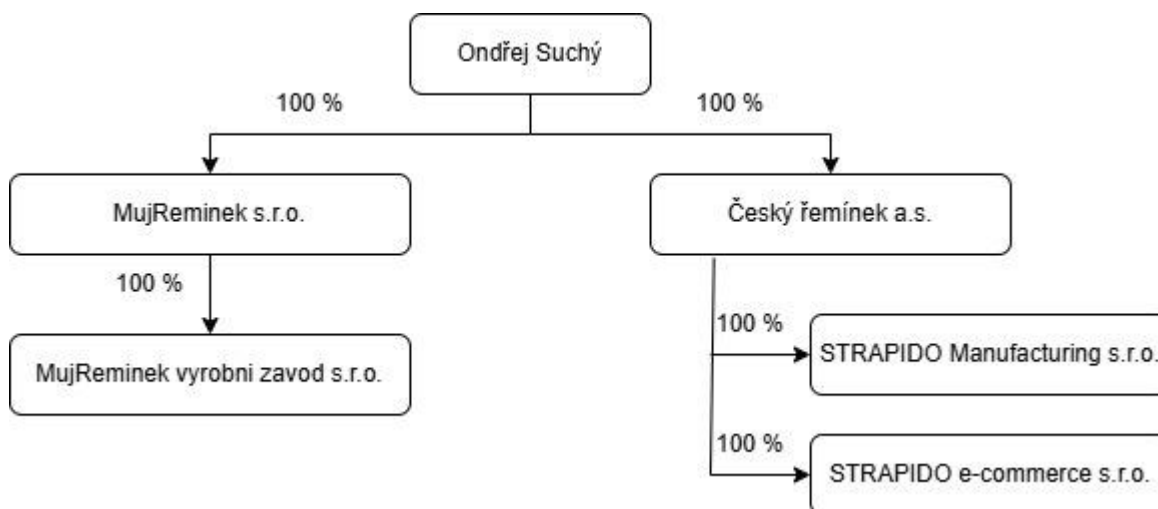 Ondřej Suchý
100 %
100 %
MujReminek s.r.o.
Český řemínek a.s.
100 %
100 %
MujReminek vyrobni zavod s.r.o.
STRAPIDO Manufacturing s.r.o.
100 %
STRAPIDO e-commerce s.r.o.